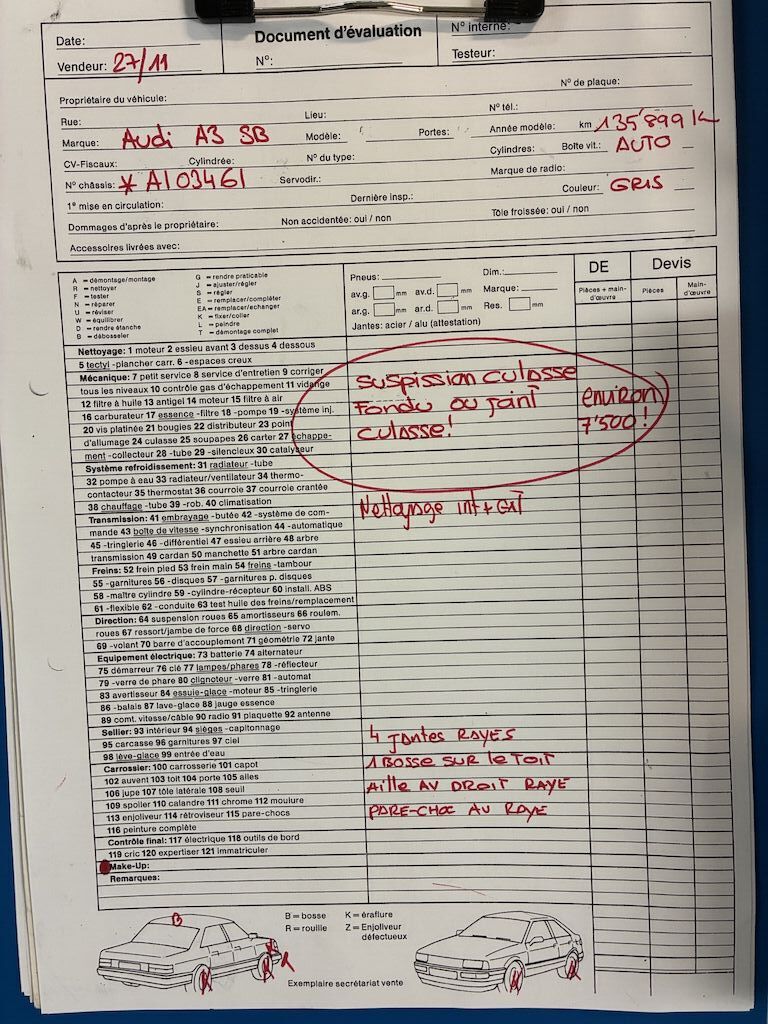 Document d'évaluation
Date:
N°:
N° interne:
Vendeur: 27/11
Testeur:
Propriétaire du véhicule:
N° de plaque:
Rue:
Lieu:
N° tél.:
Marque: Audi A3 SB
Modèle:
Portes:
Année modèle:
km 135'899 K
CV-Fiscaux:
Cylindrée:
N° du type:
Cylindres:
Boîte vit.: AUTO
N° châssis: * A103461
Servodir.:
Marque de radio:
1e mise en circulation:
Dernière insp.:
Couleur: GRIS
Dommages d'après le propriétaire:
Non accidentée: oui / non
Tôle froissée: oui / non
Accessoires livrées avec:
A = démontage/montage
R = nettoyer
F = tester
N = réparer
U = réviser
W = équilibrer
D = rendre étanche
B = débosseler
G = rendre praticable
J = ajuster/régler
S = régler
E = remplacer/compléter
EA = remplacer/echanger
K = fixer/coller
L = peindre
T = démontage complet
Pneus:
Dim.:
av.g. mm av.d. mm Marque:
ar.g. mm ar.d. mm Res. mm
Jantes: acier / alu (attestation)
DE
Devis
Pièces + main-
d'œuvre
Pièces
Main-
d'œuvre
Nettoyage: 1 moteur 2 essieu avant 3 dessus 4 dessous
5 tectyl -plancher carr. 6 -espaces creux
Mécanique: 7 petit service 8 service d'entretien 9 corriger
tous les niveaux 10 contrôle gas d'échappement 11 vidange
12 filtre à huile 13 antigel 14 moteur 15 filtre à air
16 carburateur 17 essence -filtre 18 -pompe 19 -système inj.
20 vis platinée 21 bougies 22 distributeur 23 point
d'allumage 24 culasse 25 soupapes 26 carter 27 échappe-
ment -collecteur 28 -tube 29 -silencieux 30 catalyseur
Système refroidissement: 31 radiateur -tube
32 pompe à eau 33 radiateur/ventilateur 34 thermo-
contacteur 35 thermostat 36 courroie 37 courroie crantée
38 chauffage -tube 39 -rob. 40 climatisation
Transmission: 41 embrayage -butée 42 -système de com-
mande 43 boîte de vitesse -synchronisation 44 -automatique
45 -tringlerie 46 -différentiel 47 essieu arrière 48 arbre
transmission 49 cardan 50 manchette 51 arbre cardan
Freins: 52 frein pied 53 frein main 54 freins -tambour
55 -garnitures 56 -disques 57 -garnitures p. disques
58 -maître cylindre 59 -cylindre-récepteur 60 install. ABS
61 -flexible 62 -conduite 63 test huile des freins/remplacement
Direction: 64 suspension roues 65 amortisseurs 66 roulem.
roues 67 ressort/jambe de force 68 direction -servo
69 -volant 70 barre d'accouplement 71 géométrie 72 jante
Equipement électrique: 73 batterie 74 alternateur
75 démarreur 76 clé 77 lampes/phares 78 -réflecteur
79 -verre de phare 80 clignoteur -verre 81 -automat
83 avertisseur 84 essuie-glace -moteur 85 -tringlerie
86 -balais 87 lave-glace 88 jauge essence
89 comt. vitesse/câble 90 radio 91 plaquette 92 antenne
Sellier: 93 intérieur 94 sièges -capitonnage
95 carcasse 96 garnitures 97 ciel
98 lève-glace 99 entrée d'eau
Carrossier: 100 carrosserie 101 capot
102 auvent 103 toit 104 porte 105 ailes
106 jupe 107 tôle latérale 108 seuil
109 spoiler 110 calandre 111 chrome 112 moulure
113 enjoliveur 114 rétroviseur 115 pare-chocs
116 peinture complète
Contrôle final: 117 électrique 118 outils de bord
119 cric 120 expertiser 121 immatriculer
Make-Up:
Remarques:
SUSPISSION CULASSE
FONDU OU JOINT
CULASSE!
environ
7'500!
Nettoyage int + EXT
4 JANTES RAYES
1 BOSSE SUR LE TOIT
AILLE AV DROIT RAYE
PARE-CHOC AU RAYE
B
B = bosse
R = rouille
K = éraflure
Z = Enjoliveur
défectueux
Exemplaire secrétariat vente